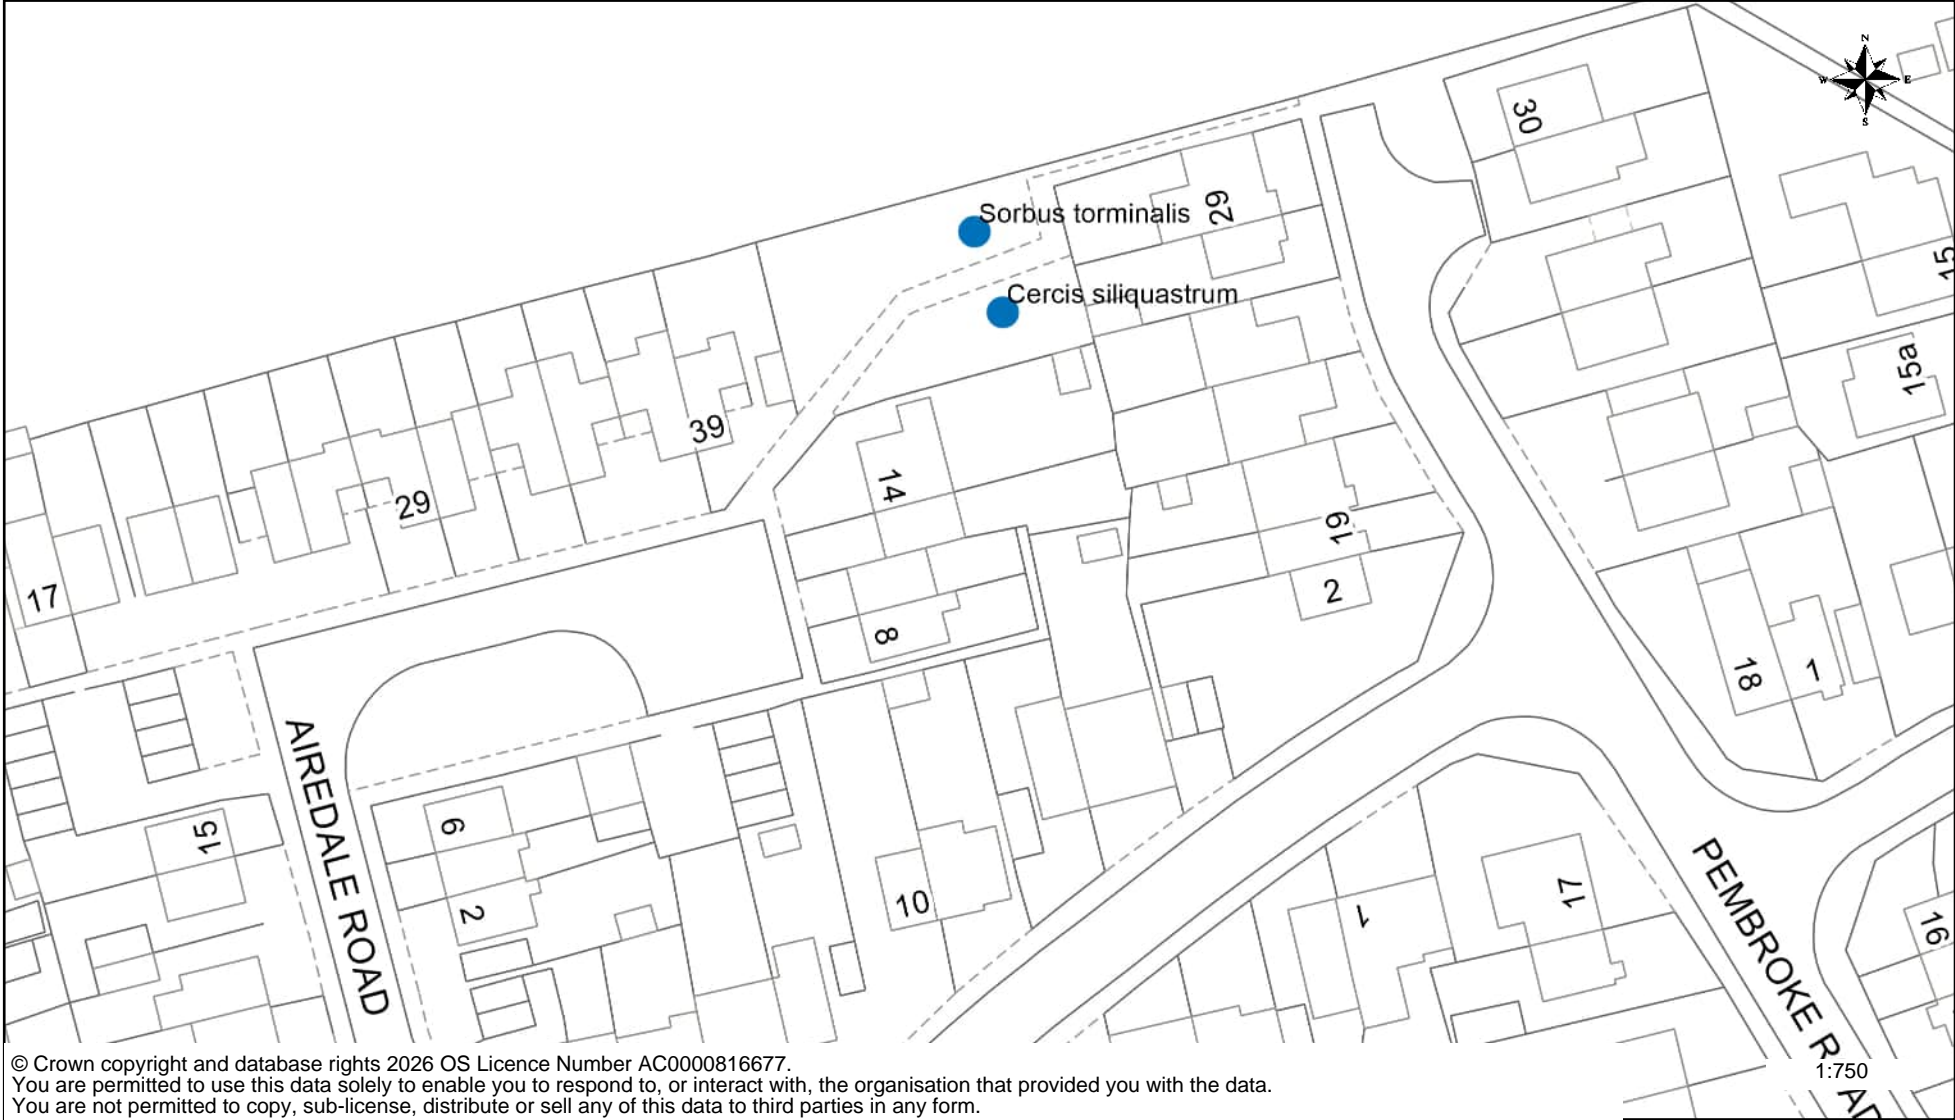 N
W E
S
30
Sorbus torminalis
29
15
Cercis siliquastrum
15a
39
14
29
19
17
2
8
18
1
AIREDALE ROAD
15
6
PEMBROKE ROAD
2
10
1
17
16
© Crown copyright and database rights 2026 OS Licence Number AC0000816677.
1:750
You are permitted to use this data solely to enable you to respond to, or interact with, the organisation that provided you with the data.
You are not permitted to copy, sub-license, distribute or sell any of this data to third parties in any form.